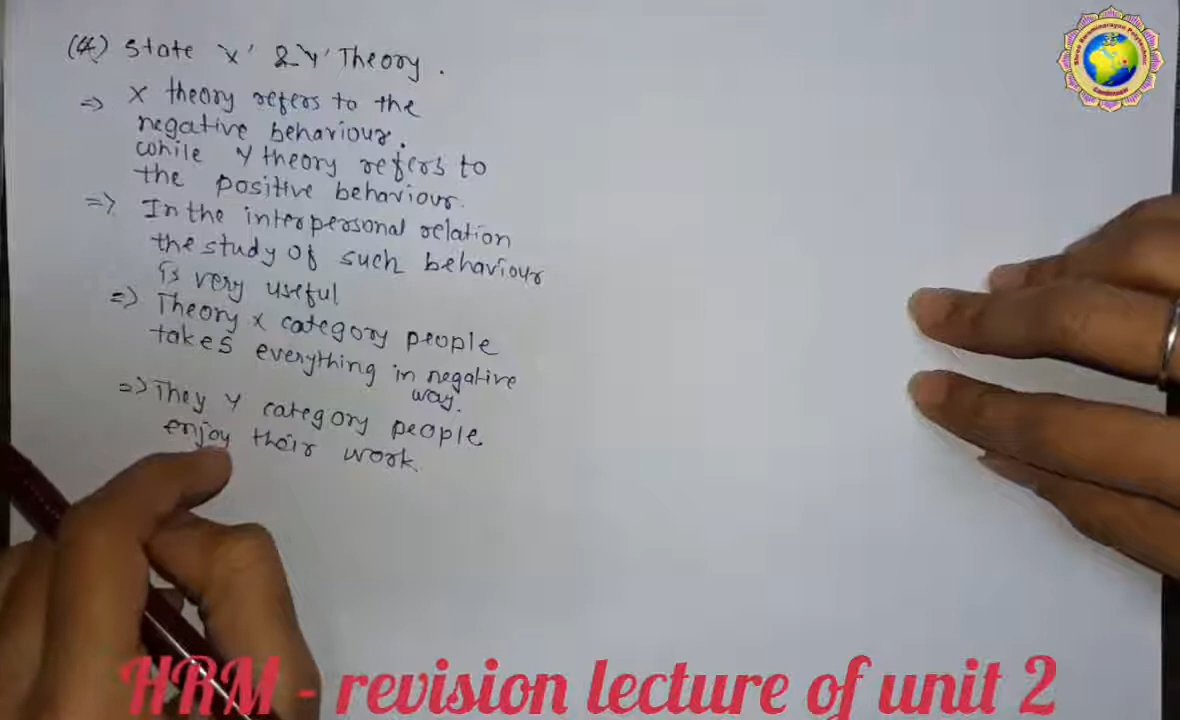 (4) State 'x' & 'Y' Theory.
=> X theory refers to the
negative behaviour.
while Y theory refers to
the positive behaviour.
=> In the interpersonal relation
the study of such behaviour
is very useful
=> Theory x category people
takes everything in negative
way.
=> They Y category people
enjoy their work.
HRM - revision lecture of unit 2